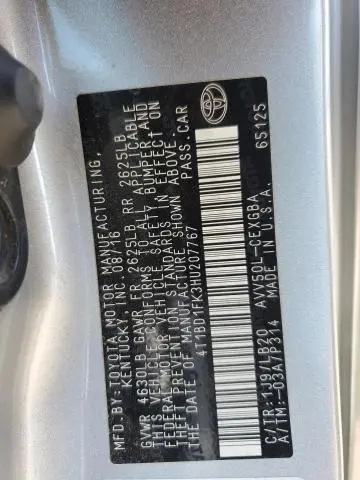 MFD.BY:TOYOTA MOTOR MANUFACTURING,
KENTUCKY, INC. 08/16
GVWR 4630LB GAWR FR 2625LB RR 2625LB
THIS VEHICLE CONFORMS TO ALL APPLICABLE
FEDERAL MOTOR VEHICLE SAFETY, BUMPER, AND
THEFT PREVENTION STANDARDS IN EFFECT ON
THE DATE OF MANUFACTURE SHOWN ABOVE.
4T1BD1FK3HU207767 PASS.CAR
C/TR:1J9/LB20 AVV50L-CEXGBA
A/TM:-03A/P314 MADE IN U.S.A. 65125
TOYOTA